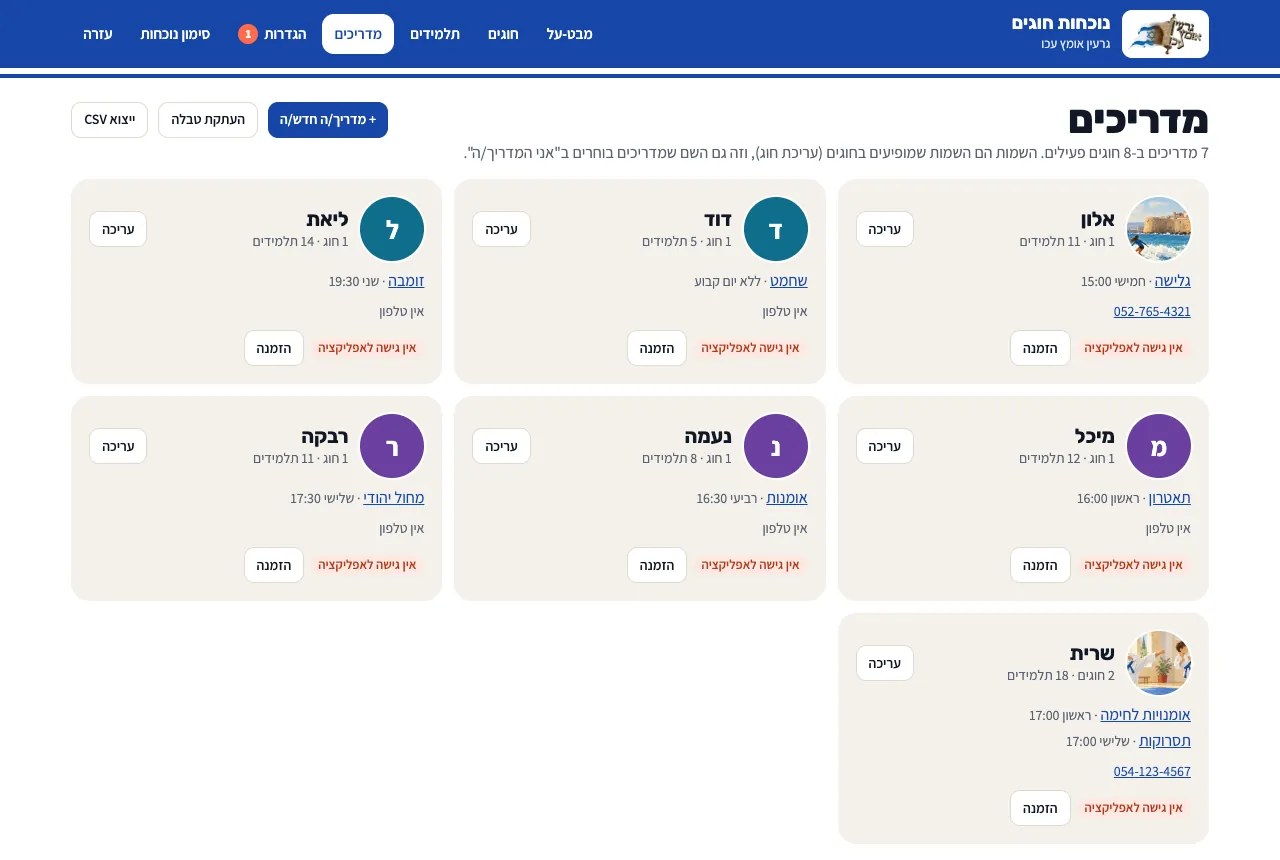 גרעין אומץ עכו
נוכחות חוגים
גרעין אומץ עכו
מבט-על
חוגים
תלמידים
מדריכים
הגדרות 1
סימון נוכחות
עזרה
מדריכים
+ מדריך/ה חדש/ה
העתקת טבלה
ייצוא CSV
7 מדריכים ב-8 חוגים פעילים. השמות הם השמות שמופיעים בחוגים (עריכת חוג), וזה גם השם שמדריכים בוחרים ב"אני המדריך/ה".
אלון
1 חוג · 11 תלמידים
עריכה
גלישה · חמישי 15:00
052-765-4321
אין גישה לאפליקציה
הזמנה
ד
דוד
1 חוג · 5 תלמידים
עריכה
שחמט · ללא יום קבוע
אין טלפון
אין גישה לאפליקציה
הזמנה
ל
ליאת
1 חוג · 14 תלמידים
עריכה
זומבה · שני 19:30
אין טלפון
אין גישה לאפליקציה
הזמנה
מ
מיכל
1 חוג · 12 תלמידים
עריכה
תאטרון · ראשון 16:00
אין טלפון
אין גישה לאפליקציה
הזמנה
נ
נעמה
1 חוג · 8 תלמידים
עריכה
אומנות · רביעי 16:30
אין טלפון
אין גישה לאפליקציה
הזמנה
ר
רבקה
1 חוג · 11 תלמידים
עריכה
מחול יהודי · שלישי 17:30
אין טלפון
אין גישה לאפליקציה
הזמנה
שרית
2 חוגים · 18 תלמידים
עריכה
אומנויות לחימה · ראשון 17:00
תסרוקות · שלישי 17:00
054-123-4567
אין גישה לאפליקציה
הזמנה